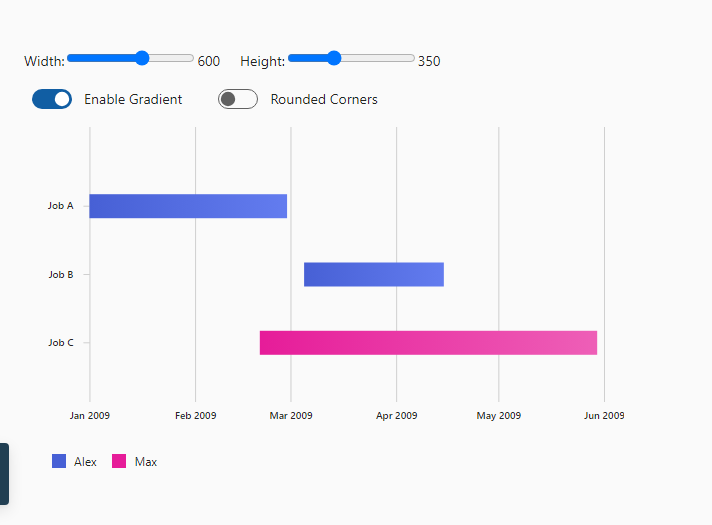 Width: 600 Height: 350
Enable Gradient Rounded Corners
Job A
Job B
Job C
Jan 2009 Feb 2009 Mar 2009 Apr 2009 May 2009 Jun 2009
Alex Max